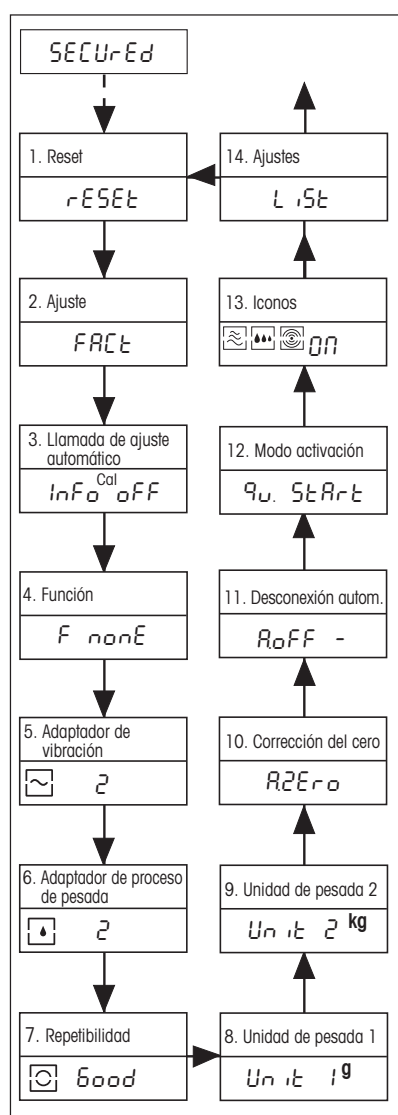 SECUrEd
1. Reset
rESEt
2. Ajuste
FACt
3. Llamada de ajuste
automático
InFo Cal oFF
4. Función
F nonE
5. Adaptador de
vibración
2
6. Adaptador de proceso
de pesada
2
7. Repetibilidad
Good
8. Unidad de pesada 1
Unit 1 g
9. Unidad de pesada 2
Unit 2 kg
10. Corrección del cero
A.ZEro
11. Desconexión autom.
A.oFF -
12. Modo activación
qu. StArt
13. Iconos
ON
14. Ajustes
LiSt